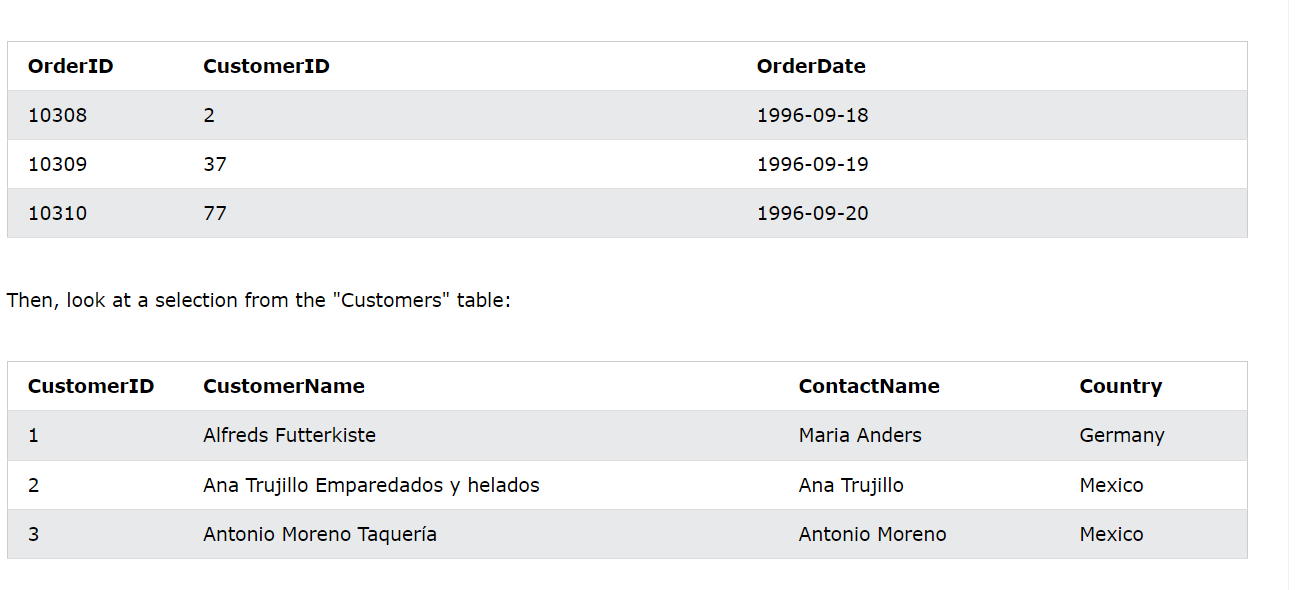 OrderID CustomerID OrderDate
10308 2 1996-09-18
10309 37 1996-09-19
10310 77 1996-09-20
Then, look at a selection from the "Customers" table:
CustomerID CustomerName ContactName Country
1 Alfreds Futterkiste Maria Anders Germany
2 Ana Trujillo Emparedados y helados Ana Trujillo Mexico
3 Antonio Moreno Taquería Antonio Moreno Mexico